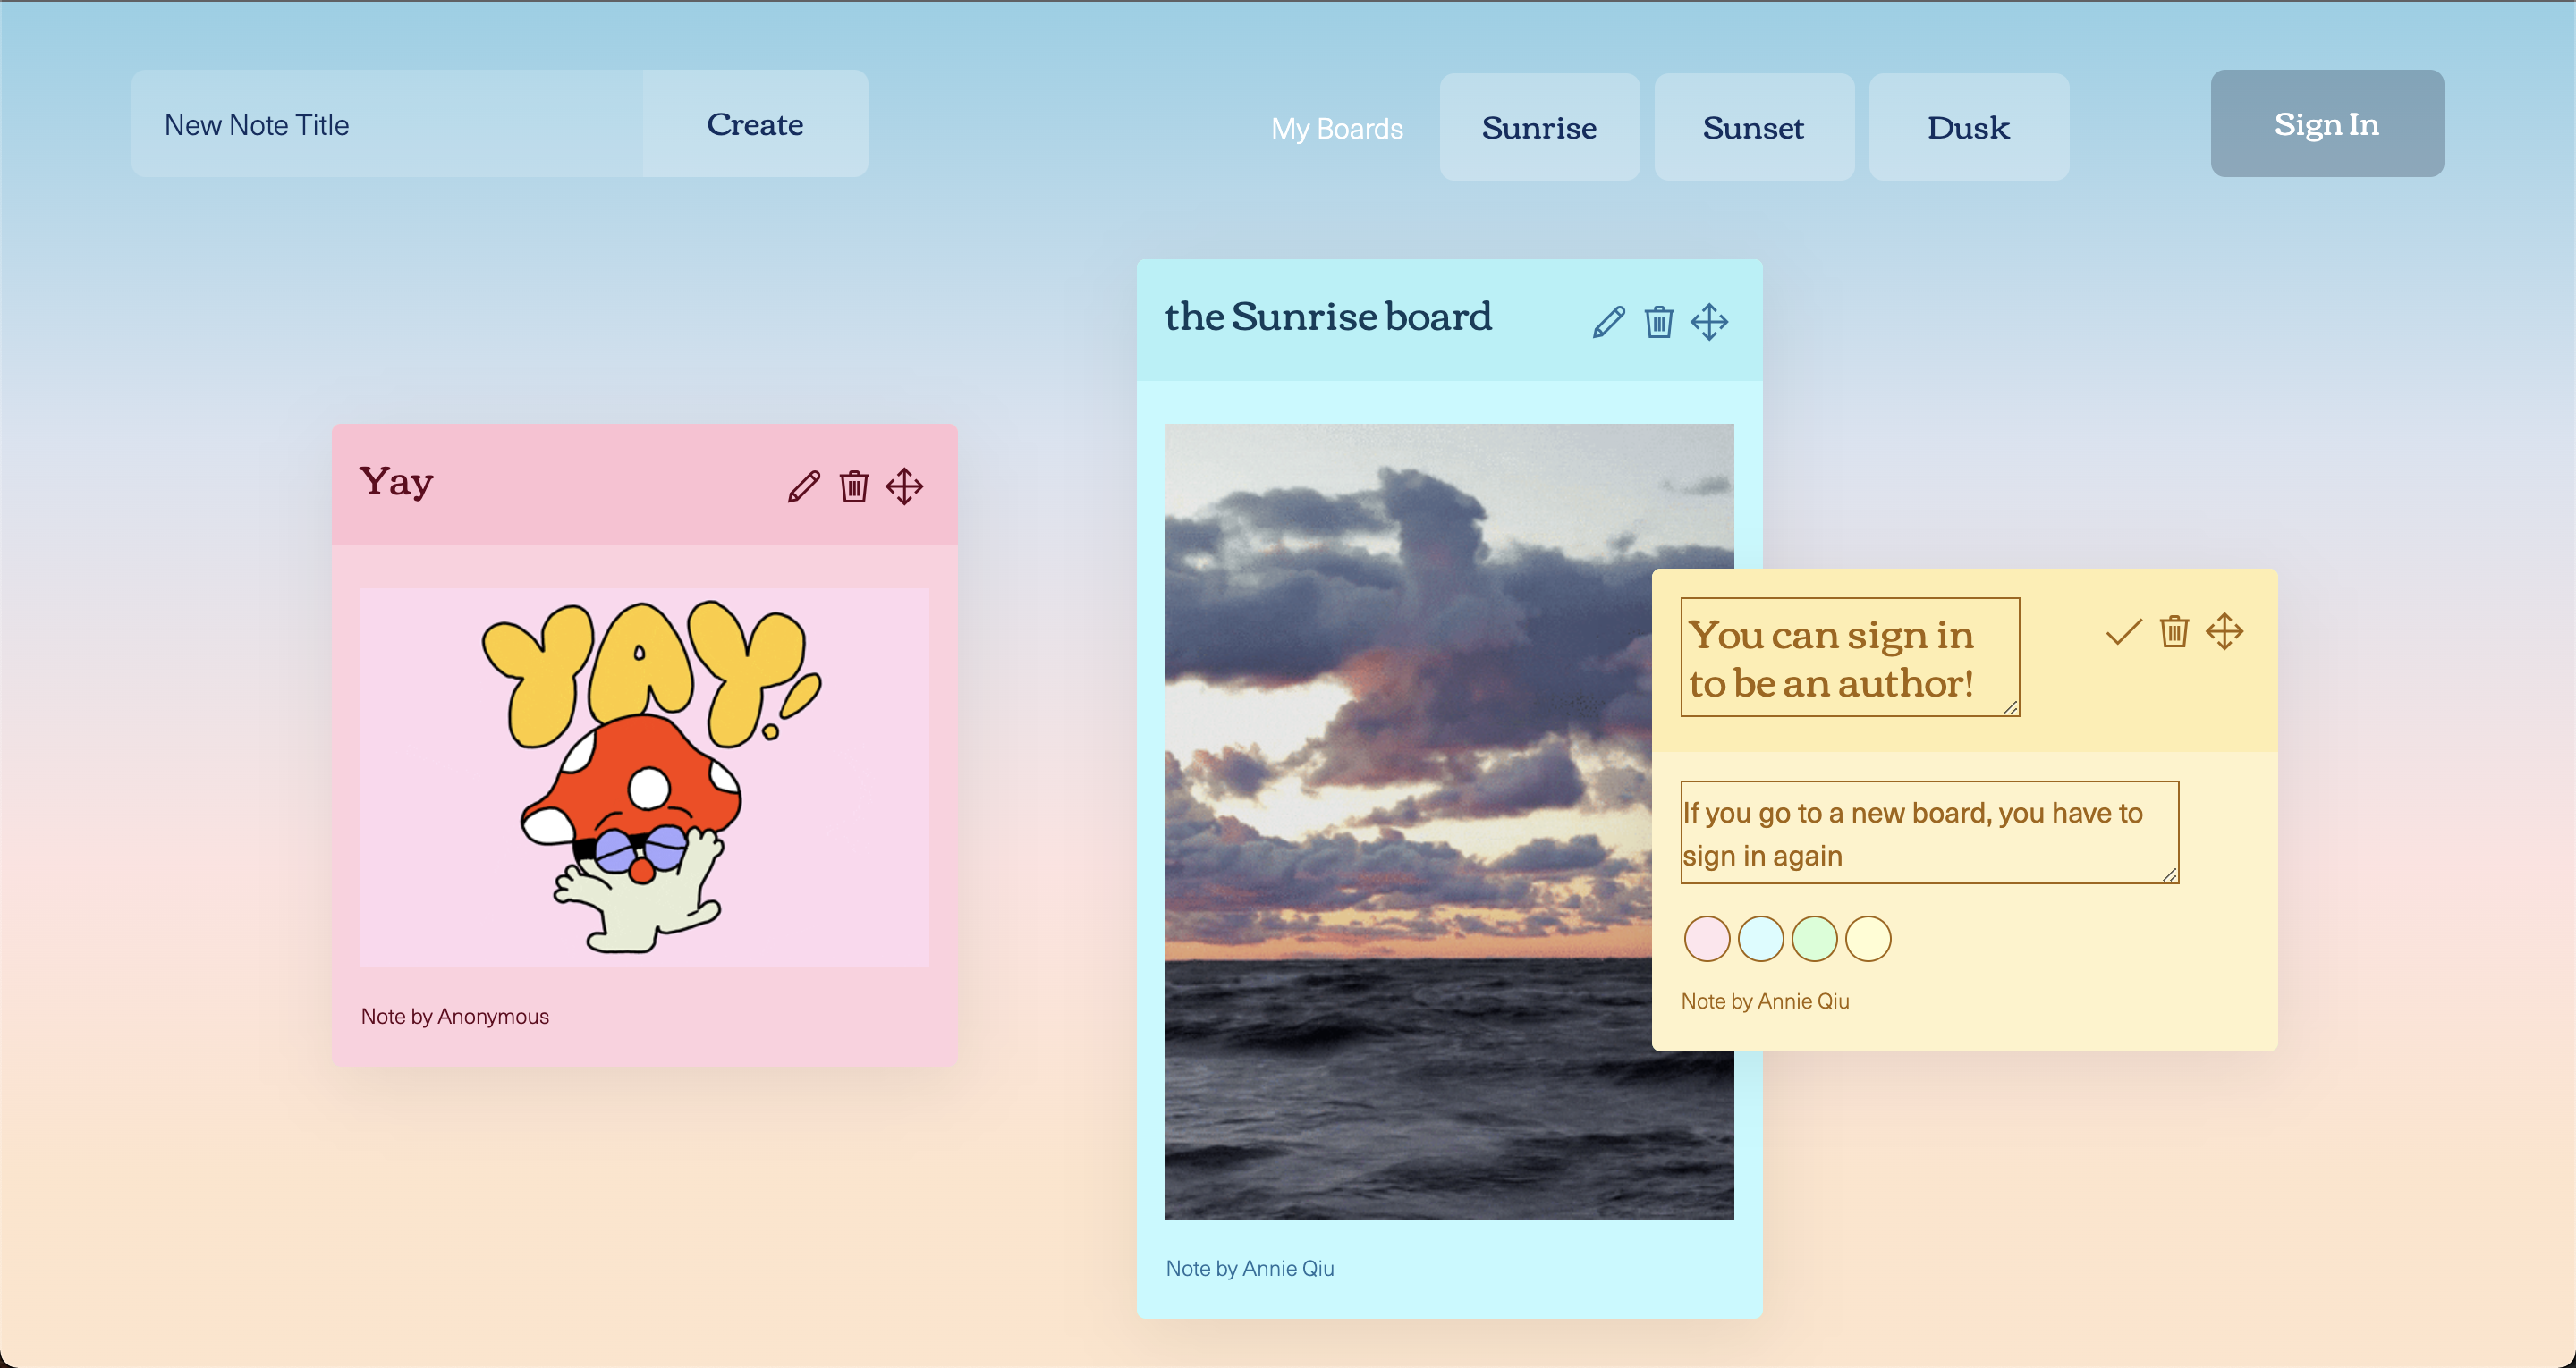 New Note Title
Create
My Boards
Sunrise
Sunset
Dusk
Sign In
the Sunrise board
Yay
YAY!
You can sign in
to be an author!
If you go to a new board, you have to
sign in again
Note by Annie Qiu
Note by Anonymous
Note by Annie Qiu